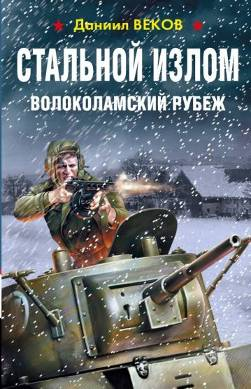 Даниил ВЕКОВ
СТАЛЬНОЙ ИЗЛОМ
ВОЛОКОЛАМСКИЙ РУБЕЖ